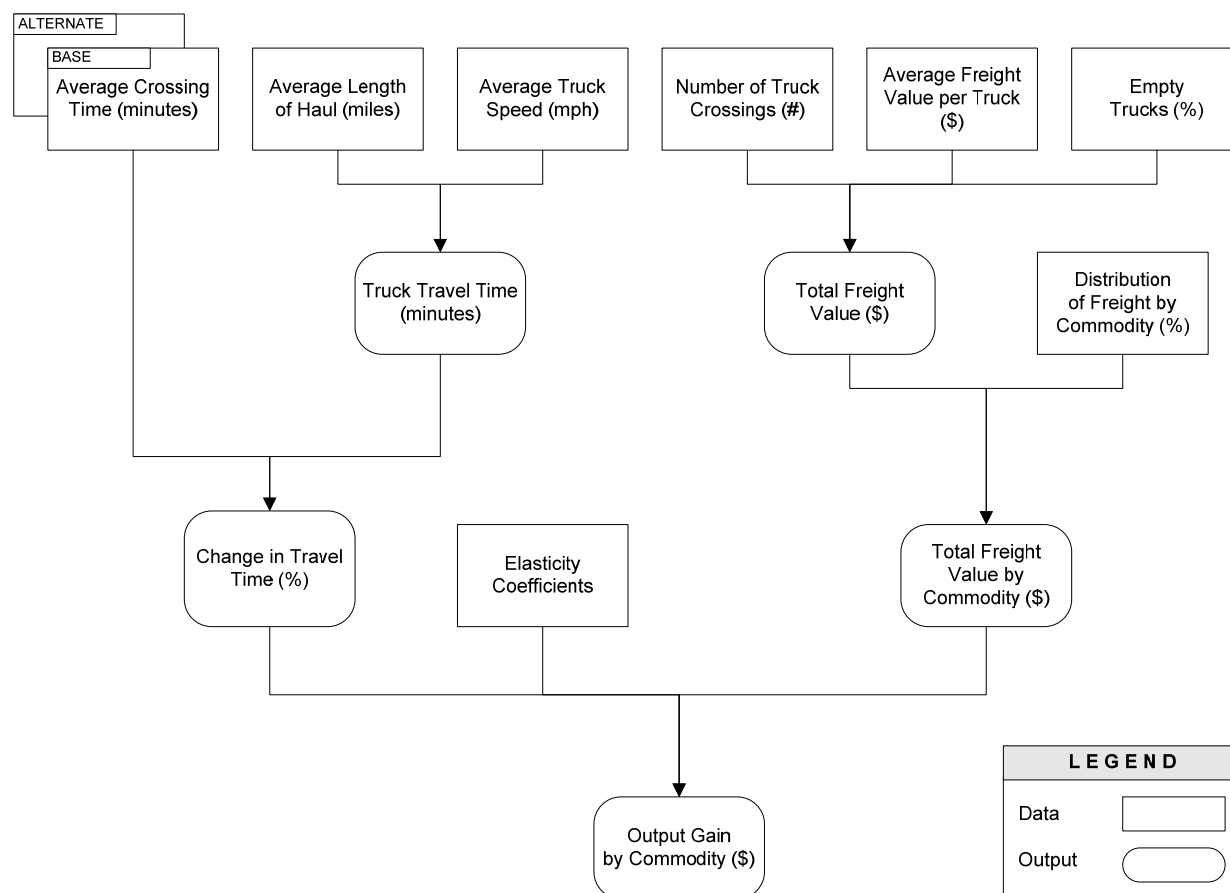 ALTERNATE
BASE
Average Crossing
Time (minutes)
Average Length
of Haul (miles)
Average Truck
Speed (mph)
Number of Truck
Crossings (#)
Average Freight
Value per Truck
($)
Empty
Trucks (%)
Truck Travel Time
(minutes)
Total Freight
Value ($)
Distribution
of Freight by
Commodity (%)
Change in Travel
Time (%)
Elasticity
Coefficients
Total Freight
Value by
Commodity ($)
Output Gain
by Commodity ($)
LEGEND
Data
Output